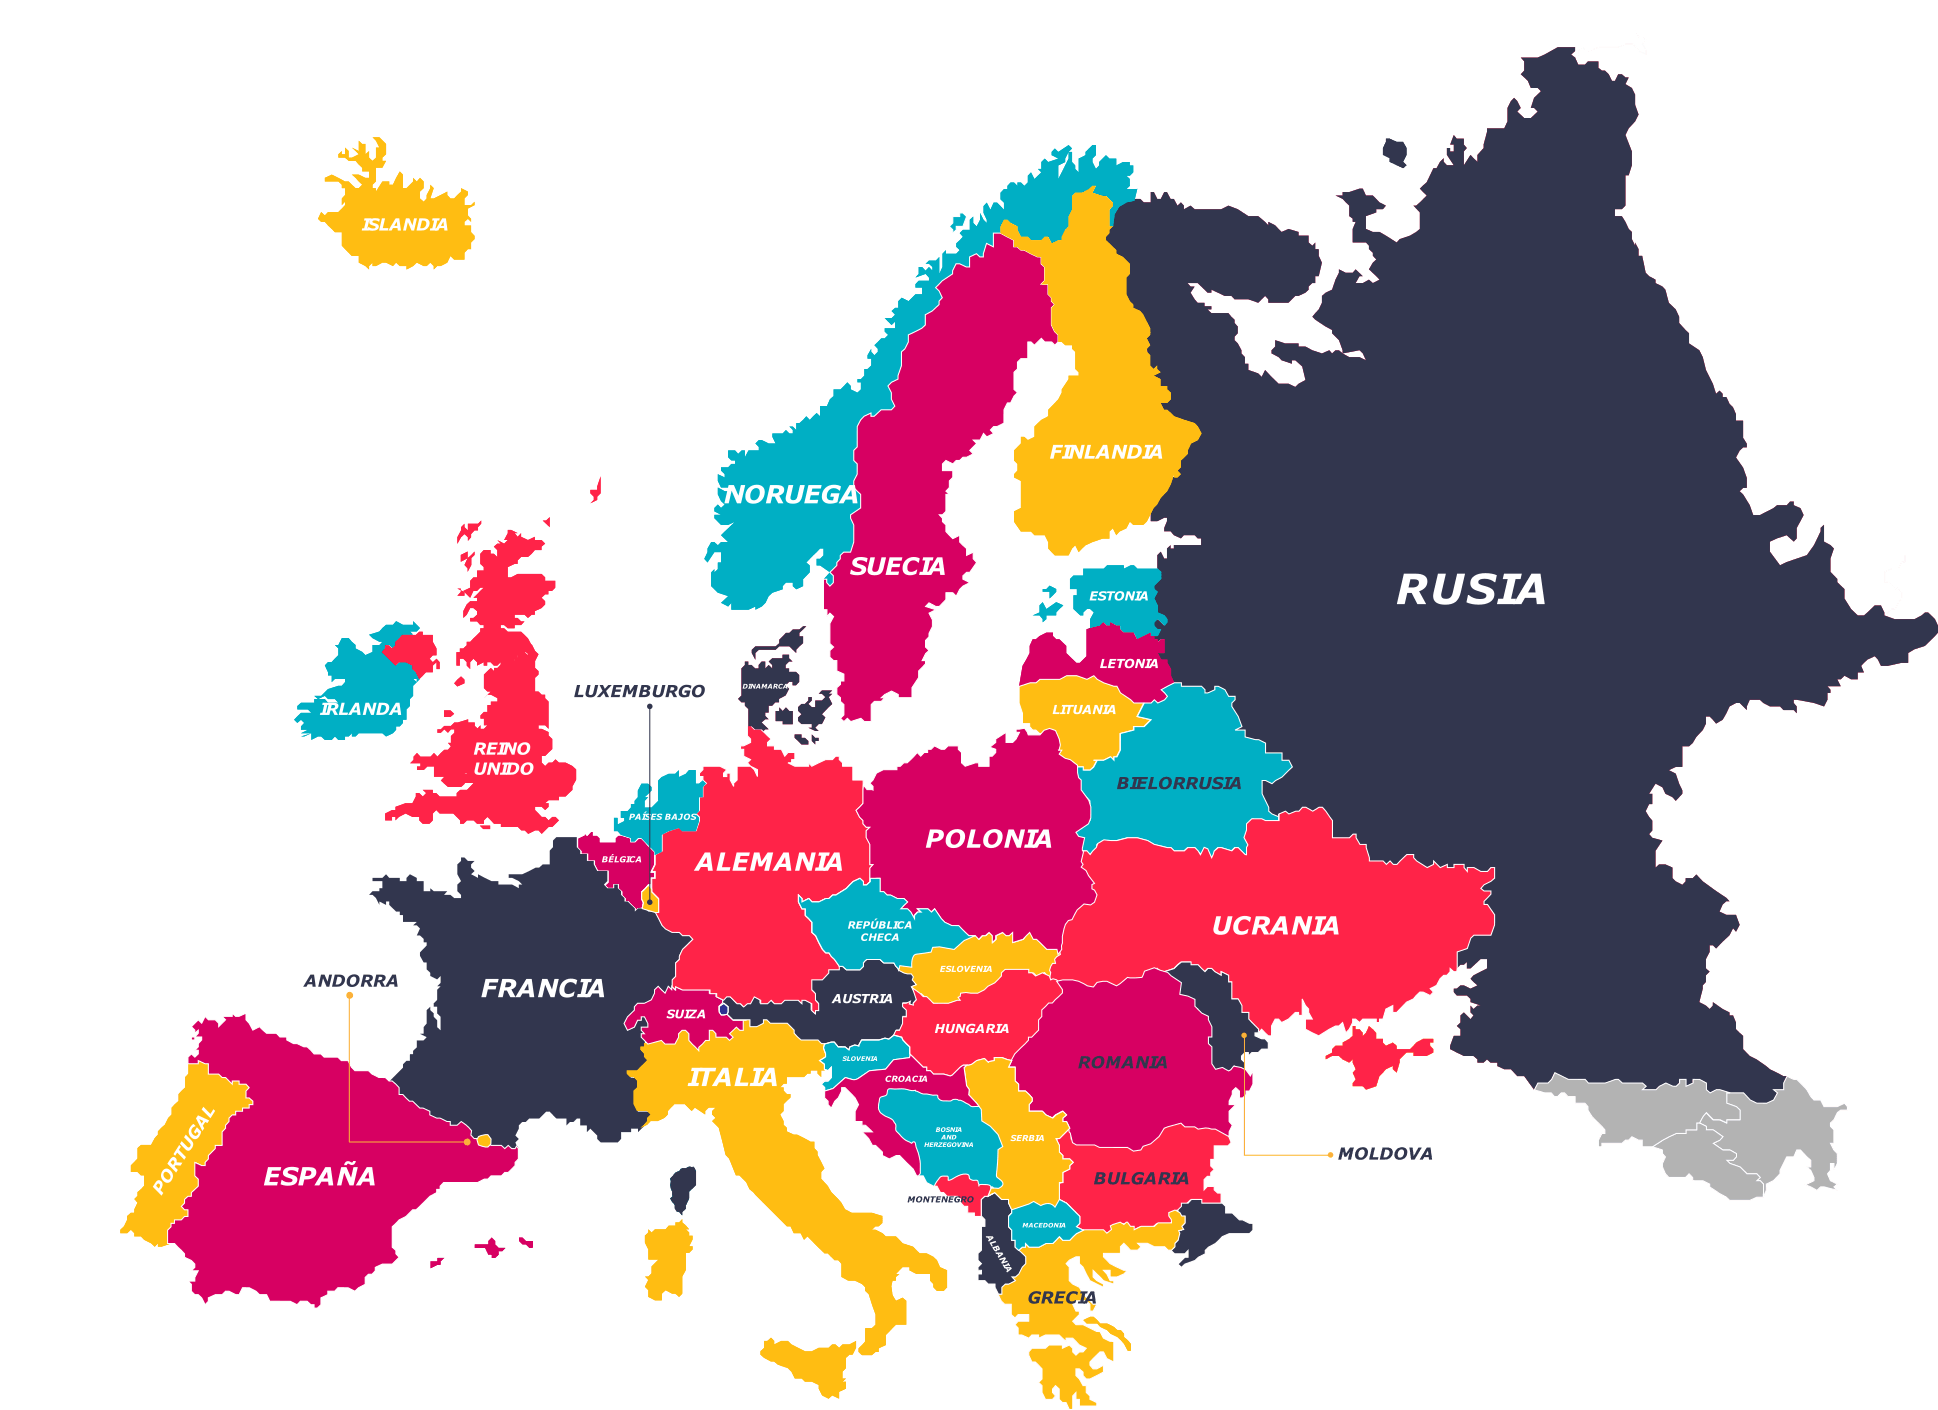 ISLANDIA
FINLANDIA
NORUEGA
SUECIA
RUSIA
ESTONIA
LETONIA
DINAMARCA
LUXEMBURGO
IRLANDA
LITUANIA
REINO
UNIDO
BIELORRUSIA
PAÍSES BAJOS
POLONIA
BÉLGICA
ALEMANIA
UCRANIA
REPÚBLICA
CHECA
ESLOVENIA
ANDORRA
FRANCIA
AUSTRIA
SUIZA
HUNGARIA
SLOVENIA
ROMANIA
ITALIA
CROACIA
BOSNIA
AND
HERZEGOVINA
SERBIA
PORTUGAL
MOLDOVA
ESPAÑA
BULGARIA
MONTENEGRO
MACEDONIA
ALBANIA
GRECIA